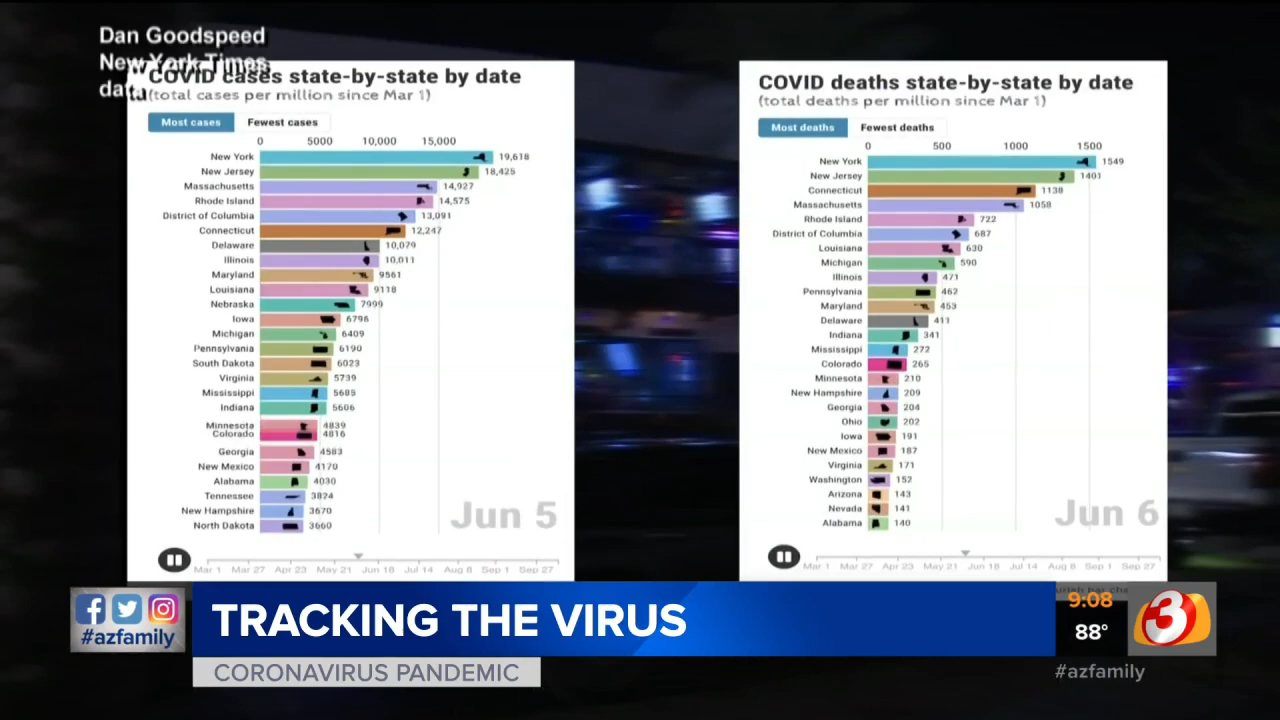 Dan Goodspeed
New York Times
data
COVID cases state-by-state by date
(total cases per million since Mar 1)
Most cases Fewest cases
0 5000 10,000 15,000
New York 19,618
New Jersey 18,425
Massachusetts 14,927
Rhode Island 14,575
District of Columbia 13,091
Connecticut 12,247
Delaware 10,079
Illinois 10,011
Maryland 9561
Louisiana 9118
Nebraska 7999
Iowa 6796
Michigan 6409
Pennsylvania 6190
South Dakota 6023
Virginia 5739
Mississippi 5685
Indiana 5606
Minnesota 4839
Colorado 4816
Georgia 4583
New Mexico 4170
Alabama 4030
Tennessee 3824
New Hampshire 3670
North Dakota 3660
Jun 5
Mar 1 Mar 27 Apr 23 May 21 Jun 18 Jul 14 Aug 8 Sep 1 Sep 27
COVID deaths state-by-state by date
(total deaths per million since Mar 1)
Most deaths Fewest deaths
0 500 1000 1500
New York 1549
New Jersey 1401
Connecticut 1138
Massachusetts 1058
Rhode Island 722
District of Columbia 687
Louisiana 630
Michigan 590
Illinois 471
Pennsylvania 462
Maryland 453
Delaware 411
Indiana 341
Mississippi 272
Colorado 265
Minnesota 210
New Hampshire 209
Georgia 204
Ohio 202
Iowa 191
New Mexico 187
Virginia 171
Washington 152
Arizona 143
Nevada 141
Alabama 140
Jun 6
Mar 1 Mar 27 Apr 23 May 21 Jun 18 Jul 14 Aug 8 Sep 1 Sep 27
#azfamily
TRACKING THE VIRUS
CORONAVIRUS PANDEMIC
9:08
88°
3
#azfamily